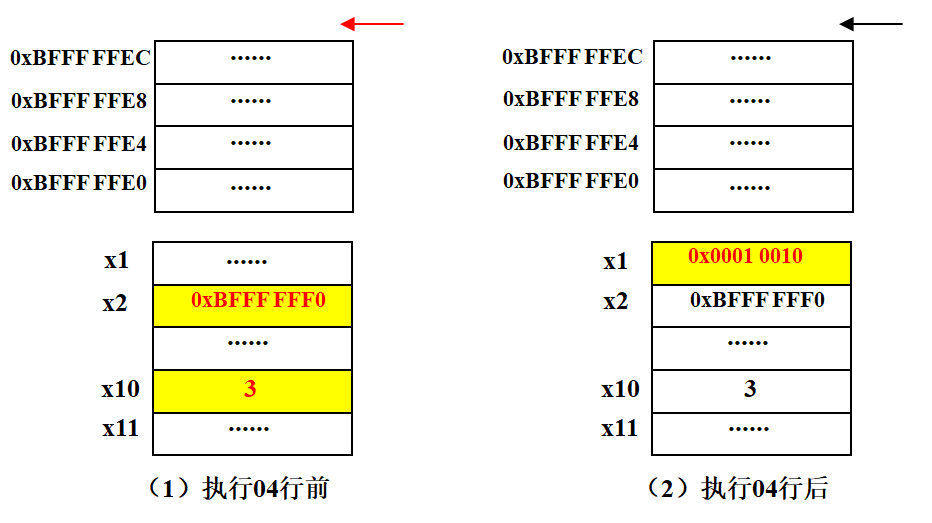 0xBFFF FFEC ······
0xBFFF FFE8 ······
0xBFFF FFE4 ······
0xBFFF FFE0 ······
x1 ······
x2 0xBFFF FFF0
······
x10 3
x11 ······
（1）执行04行前
0xBFFF FFEC ······
0xBFFF FFE8 ······
0xBFFF FFE4 ······
0xBFFF FFE0 ······
x1 0x0001 0010
x2 0xBFFF FFF0
······
x10 3
x11 ······
（2）执行04行后